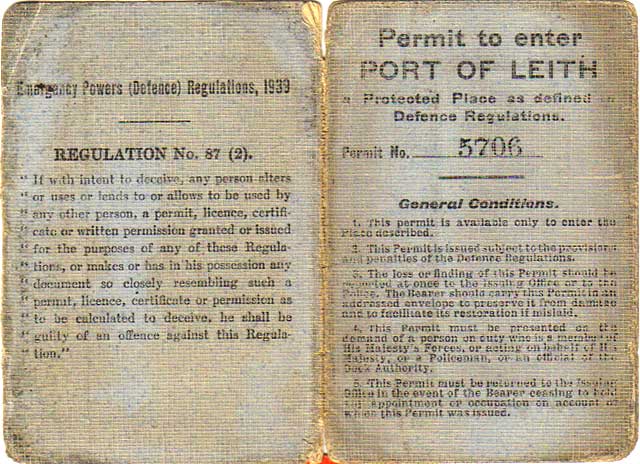 Emergency Powers (Defence) Regulations, 1939
REGULATION No. 87 (2).
" If with intent to deceive, any person alters
" or uses or lends to or allows to be used by
" any other person, a permit, licence, certifi-
" cate or written permission granted or issued
" for the purposes of any of these Regula-
" tions, or makes or has in his possession any
" document so closely resembling such a
" permit, licence, certificate or permission as
" to be calculated to deceive, he shall be
" guilty of an offence against this Regula-
" tion."
Permit to enter
PORT OF LEITH
a Protected Place as defined in
Defence Regulations.
Permit No. 5706
General Conditions.
1. This permit is available only to enter the
Place described.
2. This Permit is issued subject to the provisions
and penalties of the Defence Regulations.
3. The loss or finding of this Permit should be
reported at once to the Issuing Office or to the
Police. The Bearer should carry this Permit in an
addressed envelope to preserve it from damage
and to facilitate its restoration if mislaid.
4. This Permit must be presented on the
demand of a person on duty who is a member of
His Majesty's Forces, or acting on behalf of His
Majesty, or a Policeman, or an official of the
Dock Authority.
5. This Permit must be returned to the Issuing
Office in the event of the Bearer ceasing to hold
the appointment or occupation on account of
which this Permit was issued.